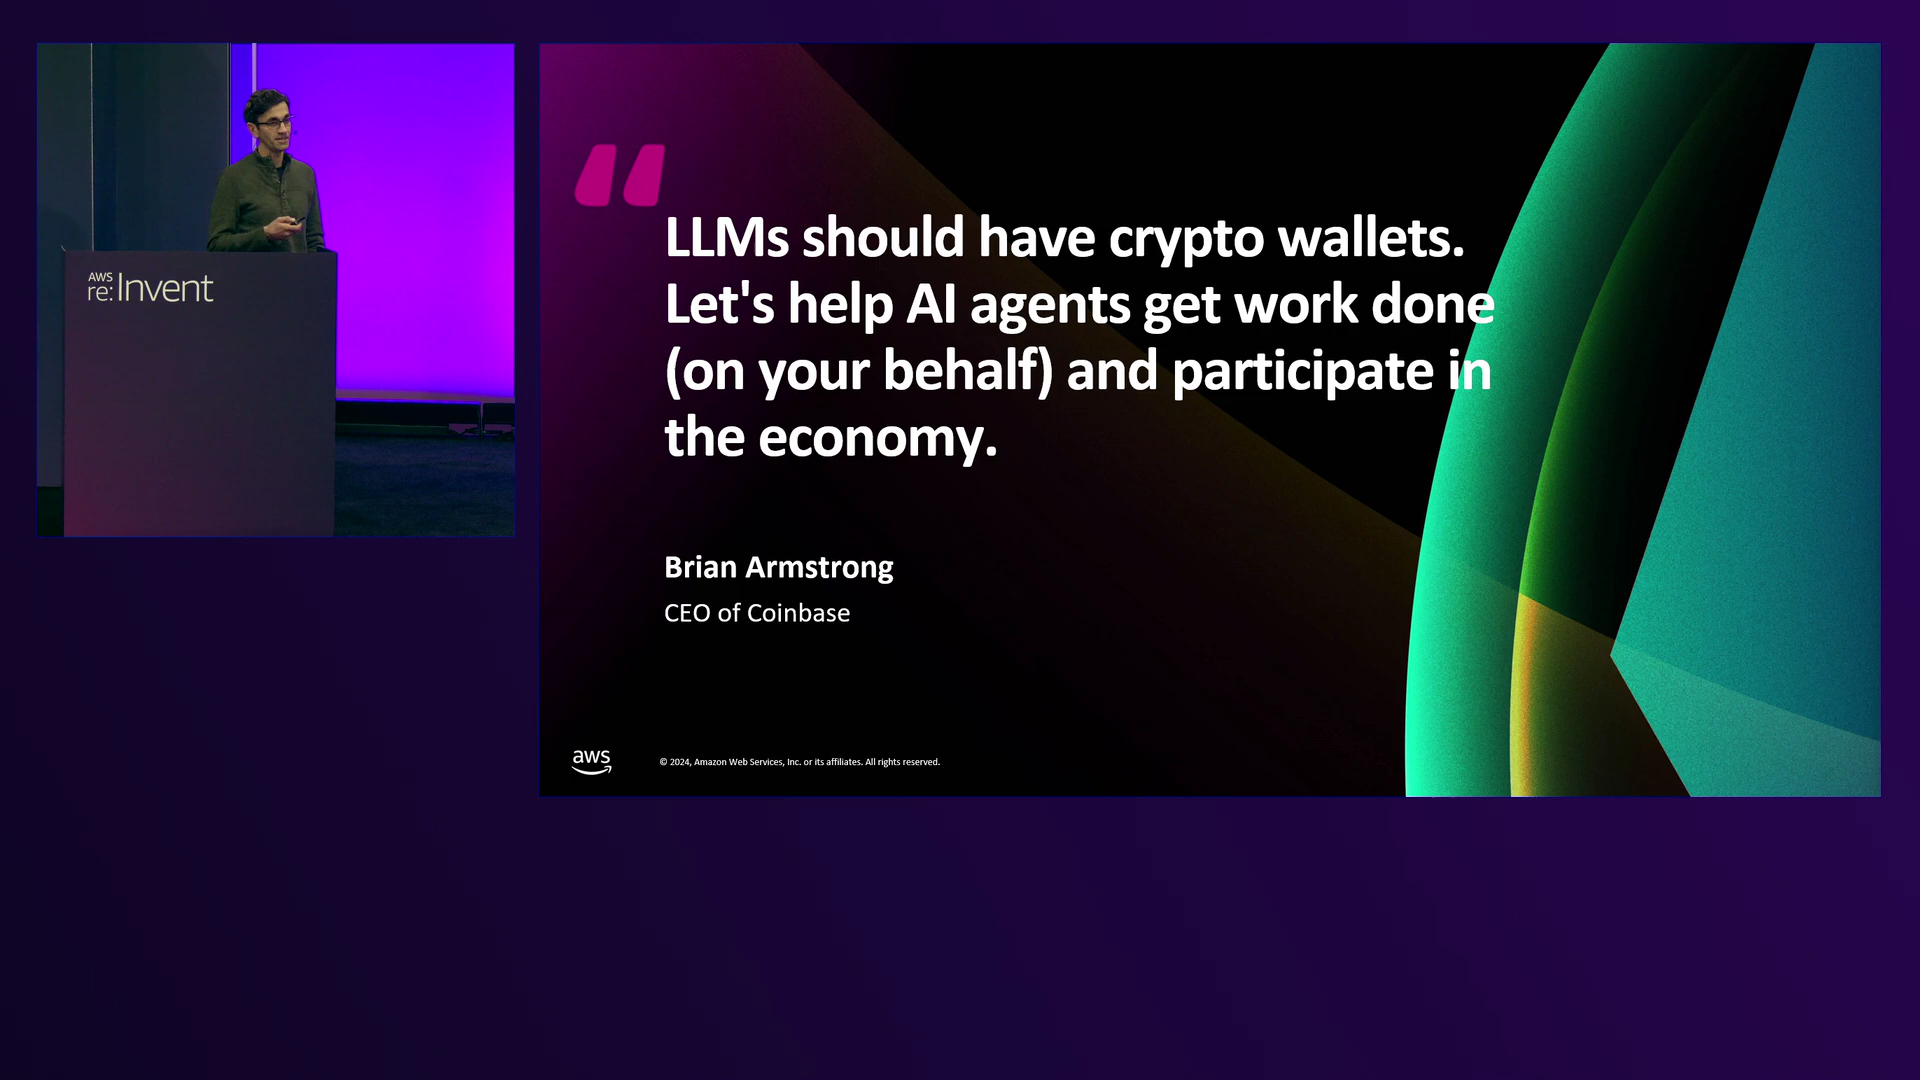 AWS
re:Invent
LLMs should have crypto wallets.
Let's help AI agents get work done
(on your behalf) and participate in
the economy.
Brian Armstrong
CEO of Coinbase
aws
© 2024, Amazon Web Services, Inc. or its affiliates. All rights reserved.